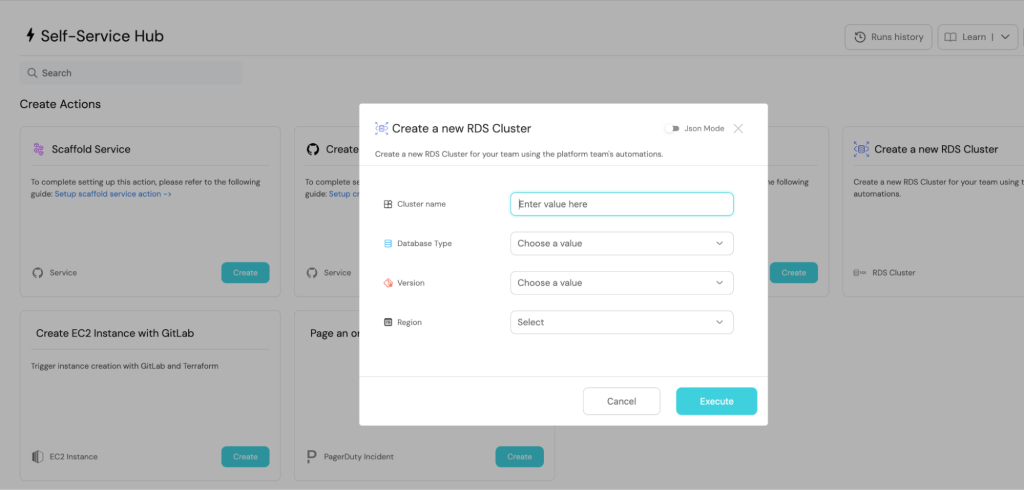 Self-Service Hub
Runs history
Learn
Search
Create Actions
Scaffold Service
To complete setting up this action, please refer to the following
guide: Setup scaffold service action ->
Service
Create
Create
To complete se
guide: Setup cr
Service
he following
Create
Create a new RDS Cluster
Create a new RDS Cluster for your team using t
automations.
RDS Cluster
Create EC2 Instance with GitLab
Trigger instance creation with GitLab and Terraform
EC2 Instance
Create
Page an on
PagerDuty Incident
Create
Create a new RDS Cluster
Json Mode
Create a new RDS Cluster for your team using the platform team's automations.
Cluster name
Enter value here
Database Type
Choose a value
Version
Choose a value
Region
Select
Cancel
Execute